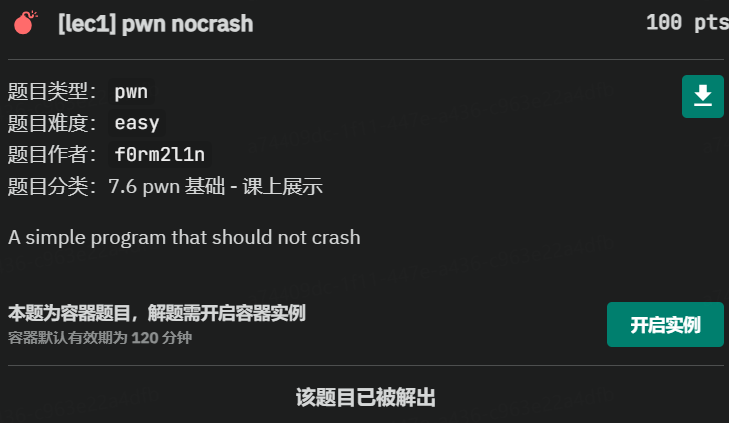 [lec1] pwn nocrash
100 pts
题目类型： pwn
题目难度： easy
题目作者： f0rm2l1n
题目分类：7.6 pwn 基础 - 课上展示
A simple program that should not crash
本题为容器题目，解题需开启容器实例
容器默认有效期为 120 分钟
开启实例
该题目已被解出